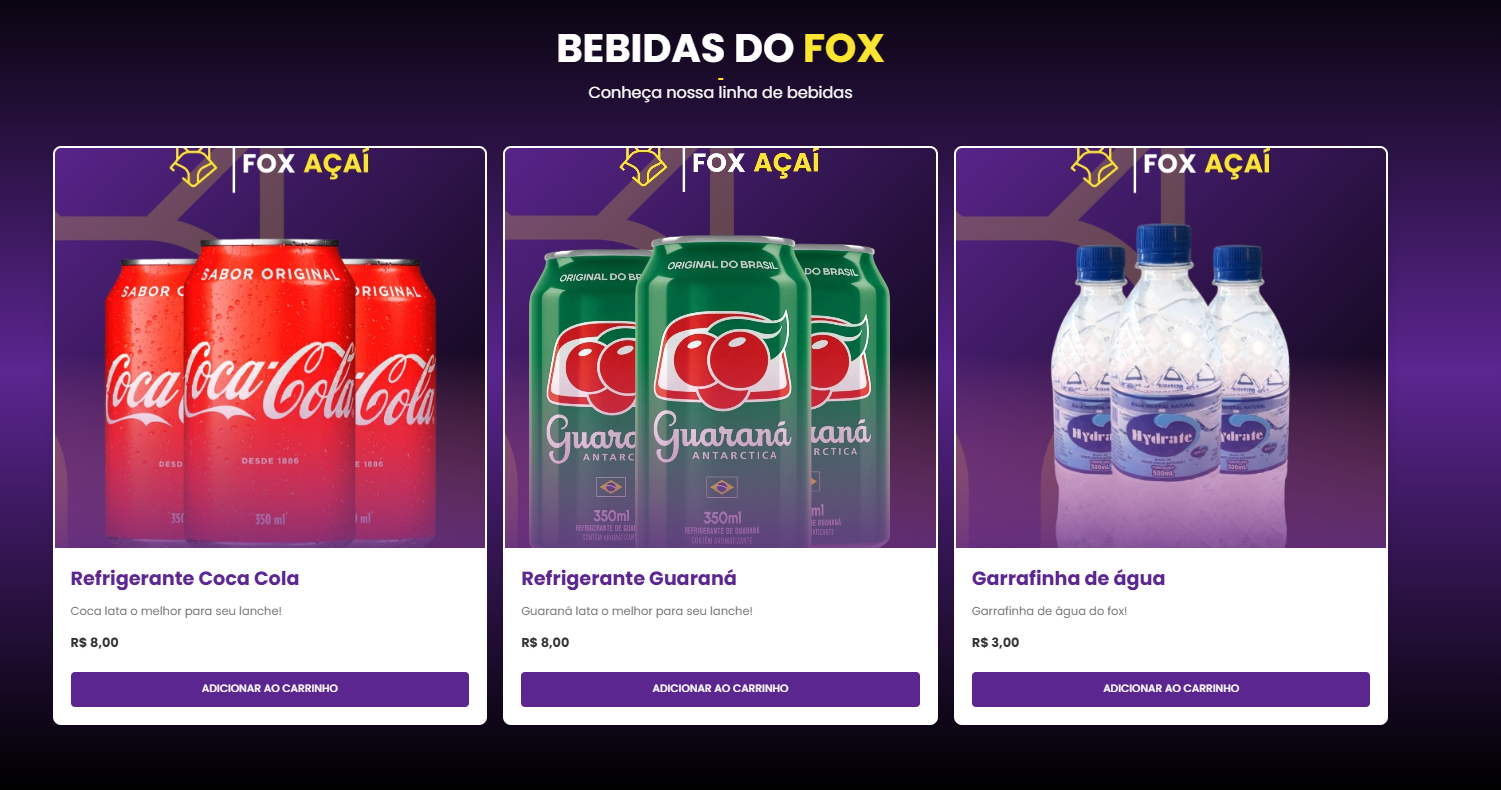 BEBIDAS DO FOX
Conheça nossa linha de bebidas
FOX AÇAÍ
SABOR ORIGINAL
Coca-Cola
DESDE 1886
350 ml
Refrigerante Coca Cola
Coca lata o melhor para seu lanche!
R$ 8,00
ADICIONAR AO CARRINHO
FOX AÇAÍ
ORIGINAL DO BRASIL
Guaraná
ANTARCTICA
350ml
REFRIGERANTE DE GUARANÁ
CONTÉM AROMATIZANTE
Refrigerante Guaraná
Guaraná lata o melhor para seu lanche!
R$ 8,00
ADICIONAR AO CARRINHO
FOX AÇAÍ
Hydrate
500mL
Garrafinha de água
Garrafinha de água do fox!
R$ 3,00
ADICIONAR AO CARRINHO